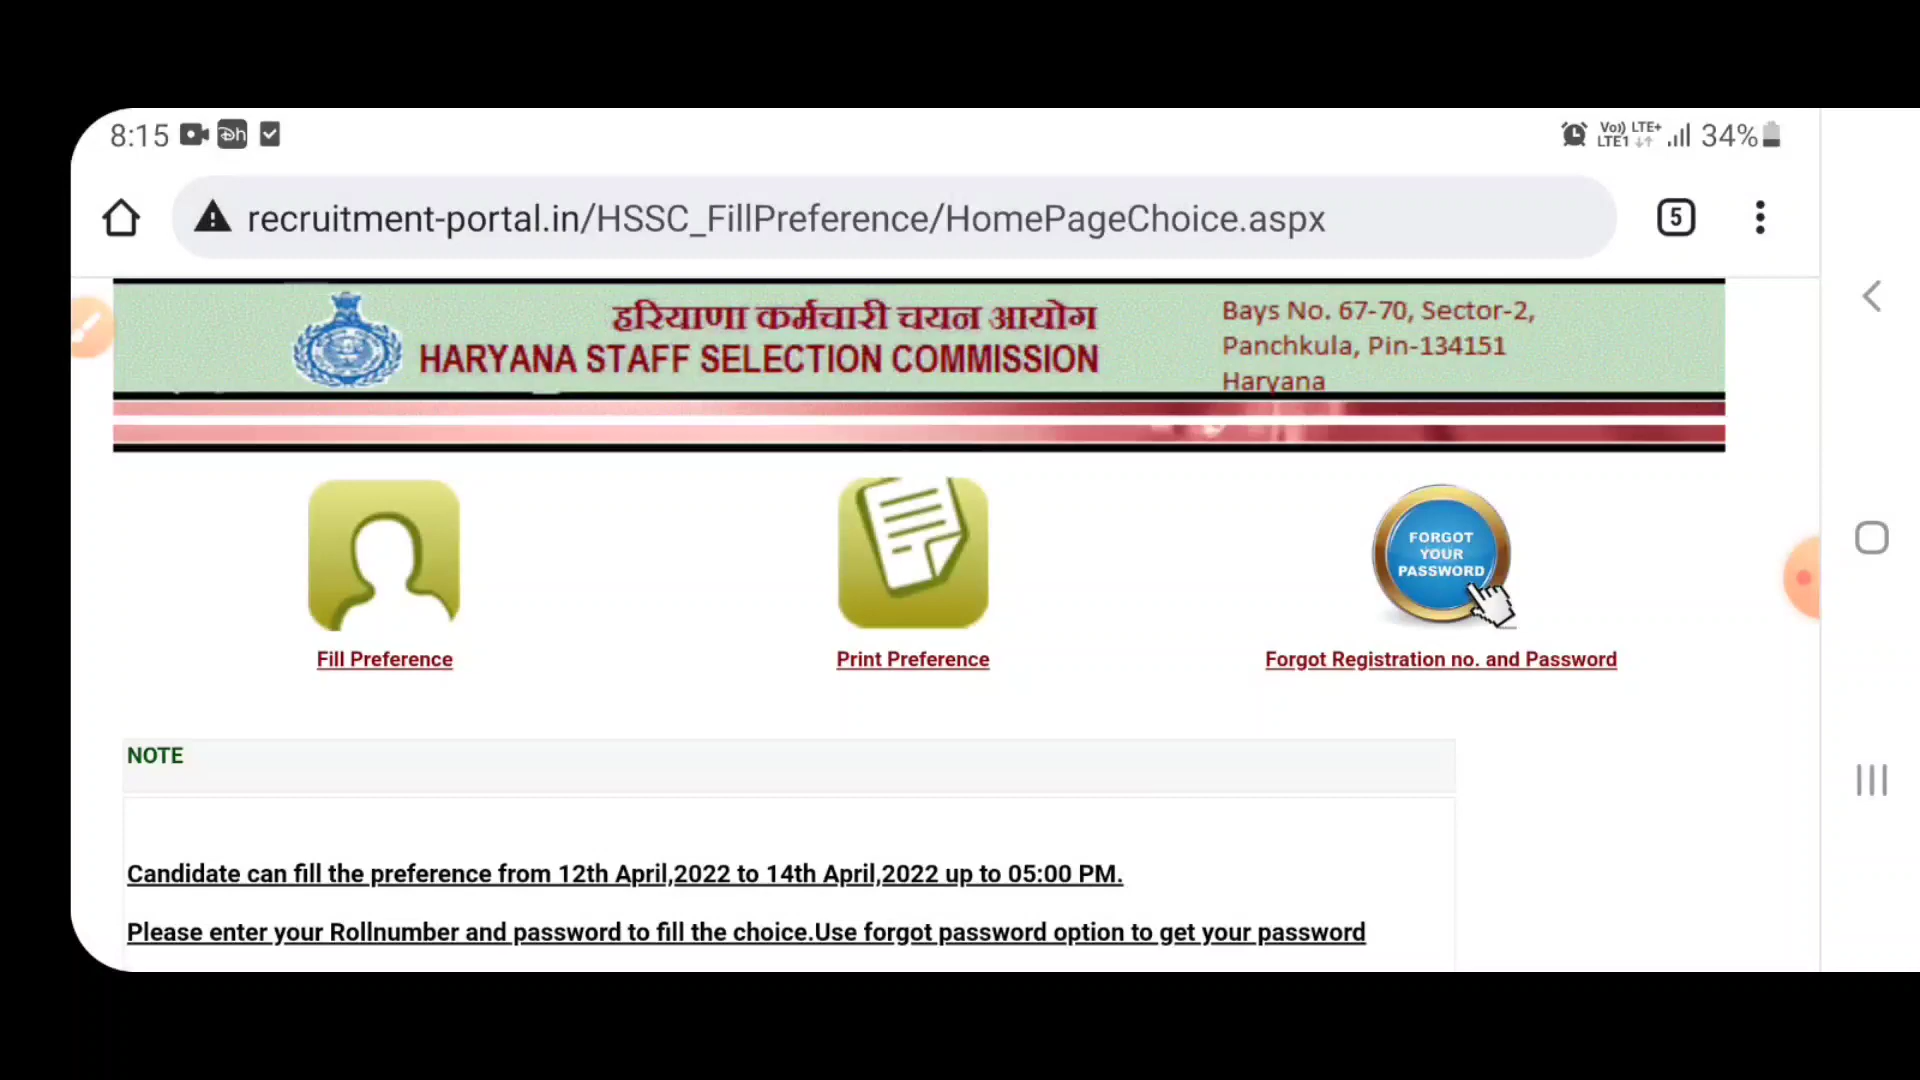 8:15
Vo)) LTE+
LTE1
34%
recruitment-portal.in/HSSC_FillPreference/HomePageChoice.aspx
5
हरियाणा कर्मचारी चयन आयोग
HARYANA STAFF SELECTION COMMISSION
Bays No. 67-70, Sector-2,
Panchkula, Pin-134151
Haryana
FORGOT
YOUR
PASSWORD
Fill Preference
Print Preference
Forgot Registration no. and Password
NOTE
Candidate can fill the preference from 12th April,2022 to 14th April,2022 up to 05:00 PM.
Please enter your Rollnumber and password to fill the choice.Use forgot password option to get your password